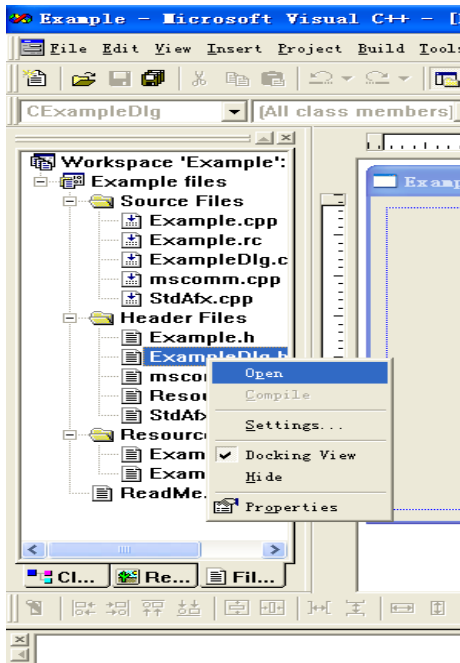 Example - Microsoft Visual C++ - [
File Edit View Insert Project Build Tools
CExampleDlg [All class members]
Workspace 'Example':
Example files
Source Files
Example.cpp
Example.rc
ExampleDlg.c
mscomm.cpp
StdAfx.cpp
Header Files
Example.h
ExampleDlg.h
Open
Compile
Settings...
Docking View
Exam
Hide
Exam
ReadMe.
Properties
Cl... Re... Fil...